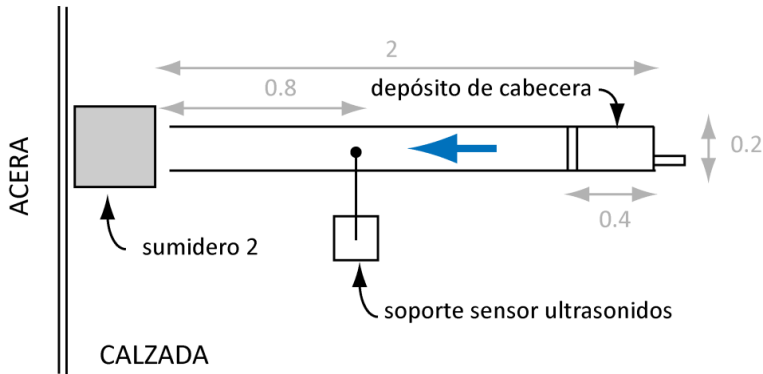 2
0.8
depósito de cabecera
0.2
ACERA
0.4
sumidero 2
soporte sensor ultrasonidos
CALZADA